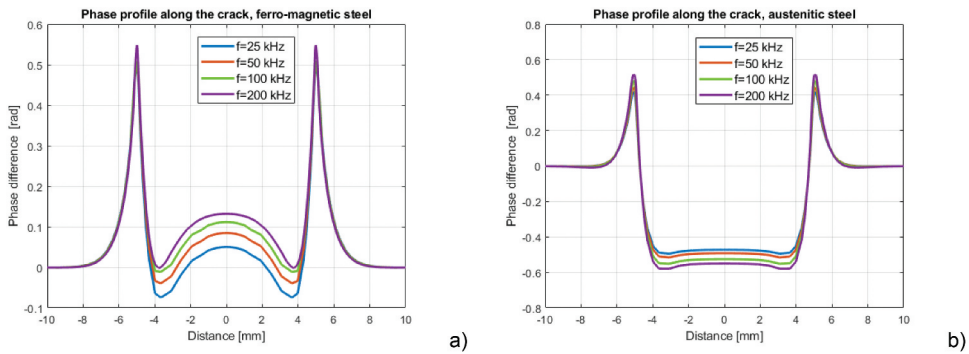 Phase profile along the crack, ferro-magnetic steel
0.6
0.5
0.4
0.3
0.2
0.1
0
-0.1
Phase difference [rad]
f=25 kHz
f=50 kHz
f=100 kHz
f=200 kHz
-10 -8 -6 -4 -2 0 2 4 6 8 10
Distance [mm]
a)
Phase profile along the crack, austenitic steel
0.8
0.6
0.4
0.2
0
-0.2
-0.4
-0.6
-0.8
Phase difference [rad]
f=25 kHz
f=50 kHz
f=100 kHz
f=200 kHz
-10 -8 -6 -4 -2 0 2 4 6 8 10
Distance [mm]
b)